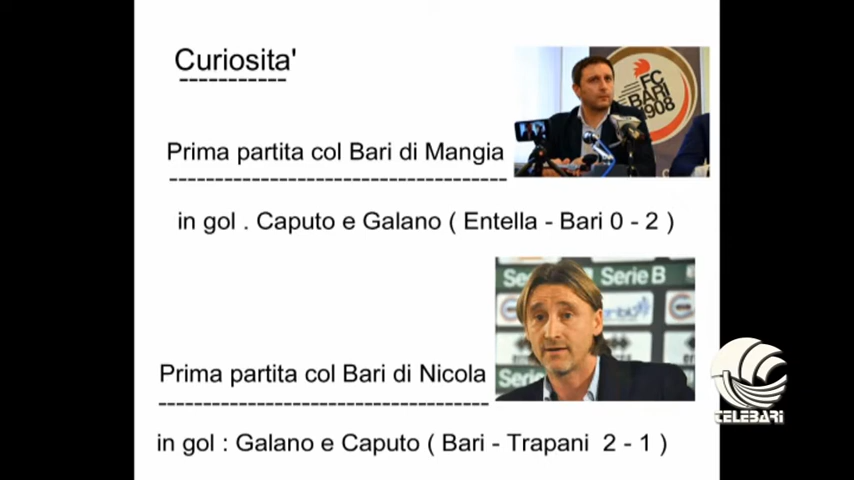 Curiosita'
-----------
FC
BARI
1908
Prima partita col Bari di Mangia
-------------------------------------
in gol . Caputo e Galano ( Entella - Bari 0 - 2 )
Serie B
Prima partita col Bari di Nicola
------------------------------------
in gol : Galano e Caputo ( Bari - Trapani 2 - 1 )
TELEBARI